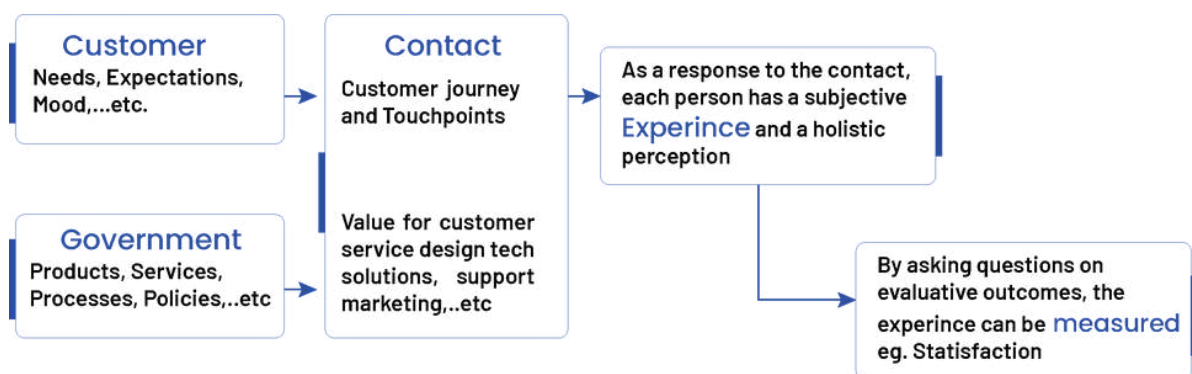 Customer
Needs, Expectations,
Mood,...etc.
Government
Products, Services,
Processes, Policies,..etc
Contact
Customer journey
and Touchpoints
Value for customer
service design tech
solutions, support
marketing,..etc
As a response to the contact,
each person has a subjective
Experince and a holistic
perception
By asking questions on
evaluative outcomes, the
experince can be measured
eg. Statisfaction